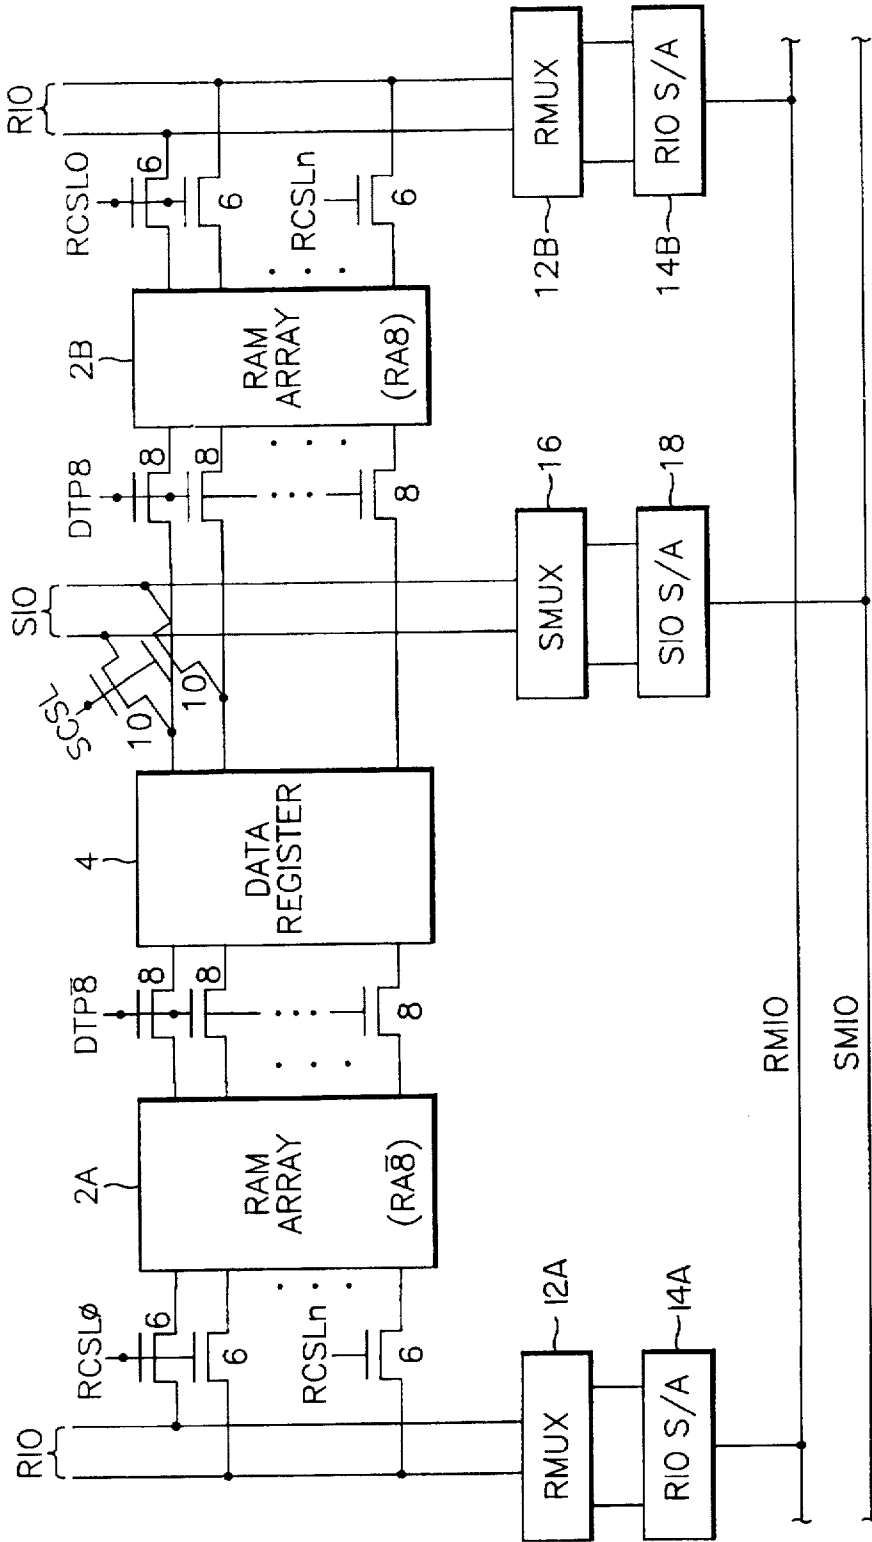 RIO
RCSLØ
6
6
RCSLn
6
2A
RAM
ARRAY
(RA8̅)
DTP8̅
8
8
8
4
DATA
REGISTER
SCSL
10
10
SIO
DTP8
8
8
8
2B
RAM
ARRAY
(RA8)
RCSL0
6
6
RCSLn
6
RIO
RMUX
12A
RIO S/A
14A
SMUX
16
SIO S/A
18
RMUX
12B
RIO S/A
14B
RMIO
SMIO